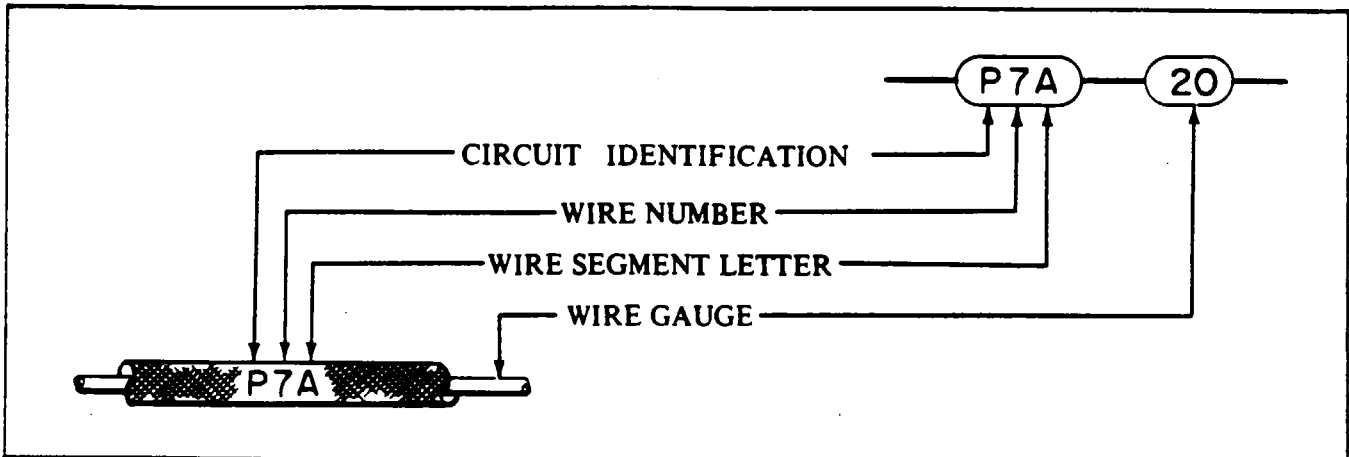 P7A 20
CIRCUIT IDENTIFICATION
WIRE NUMBER
WIRE SEGMENT LETTER
WIRE GAUGE
P7A